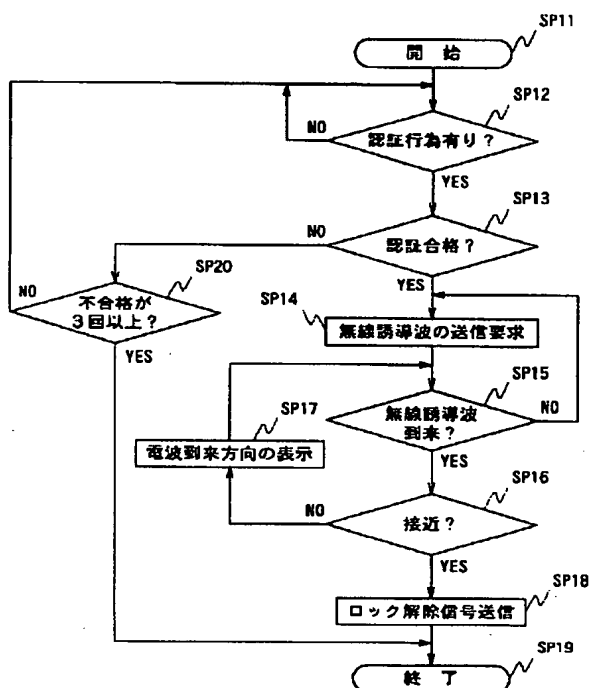 SP11
開 始
SP12
認証行為有り？
NO
YES
SP13
認証合格？
NO
YES
SP20
不合格が
3回以上？
NO
YES
SP14
無線誘導波の送信要求
SP15
無線誘導波
到来？
NO
YES
SP17
電波到来方向の表示
SP16
接近？
NO
YES
SP18
ロック解除信号送信
SP19
終 了